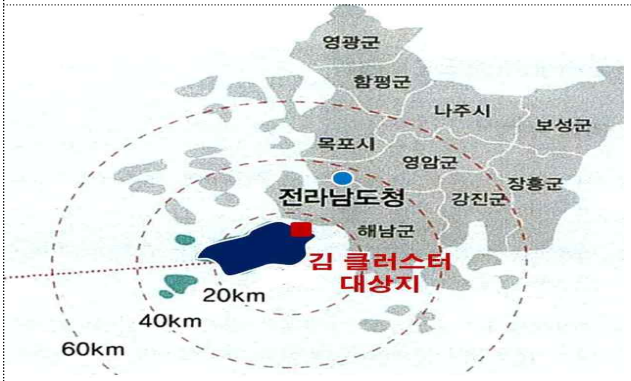 영광군
함평군
나주시
보성군
목포시
영암군
장흥군
전라남도청
강진군
해남군
김 클러스터
대상지
20km
40km
60km